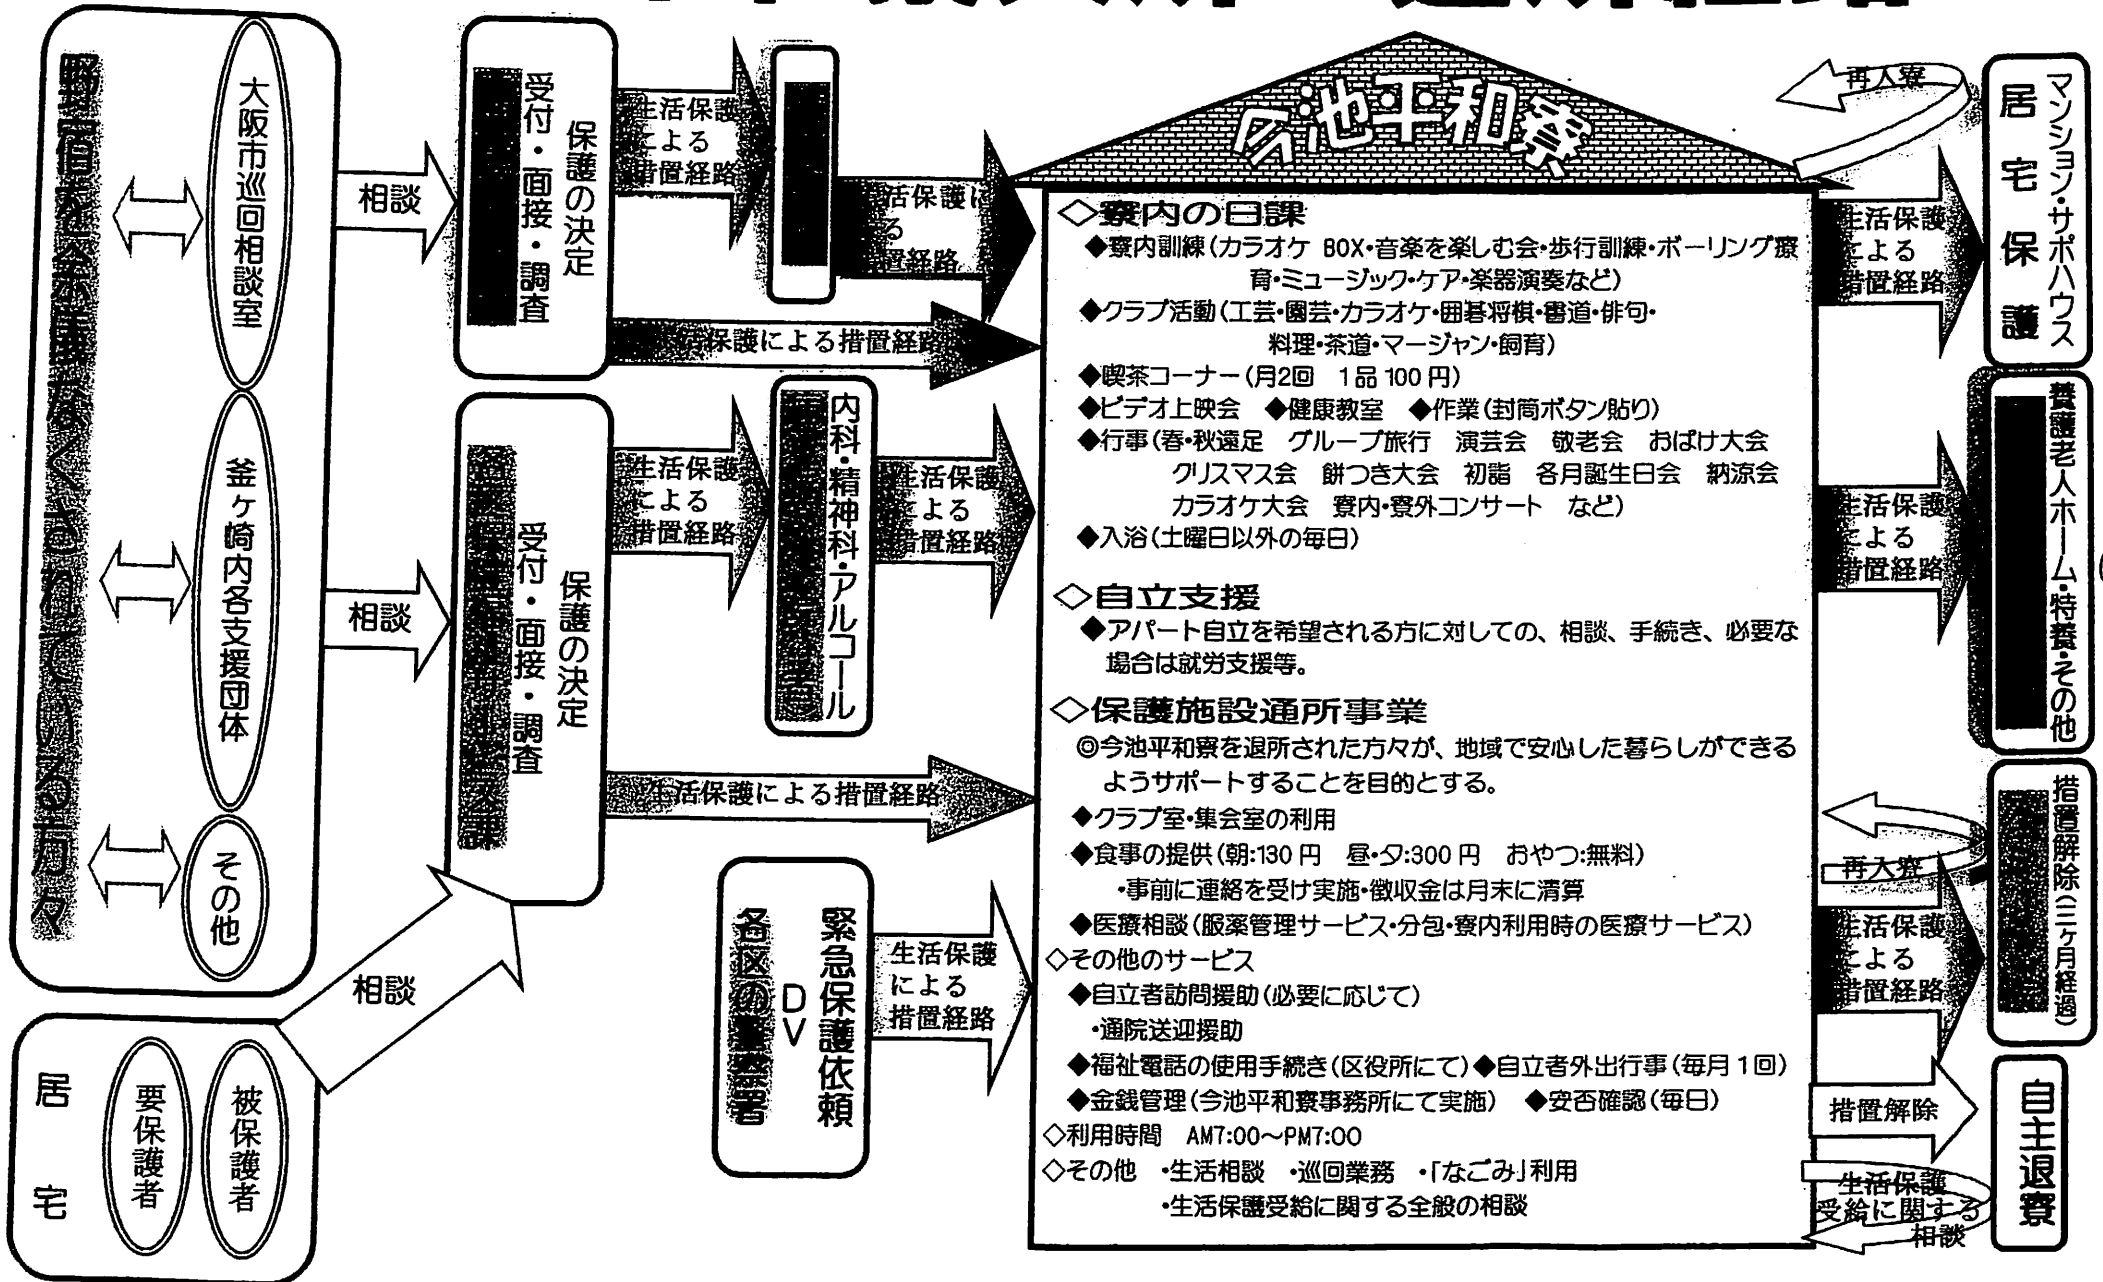 野宿を余儀なくされている方々
大阪市巡回相談室
釜ヶ崎内各支援団体
その他
居宅
要保護者
被保護者
相談
相談
相談
保護の決定
受付・面接・調査
保護の決定
受付・面接・調査
生活保護
による
措置経路
活保護に
る
置経路
活保護による措置経路
生活保護
による
措置経路
内科・精神科・アルコール
生活保護
による
措置経路
生活保護による措置経路
緊急保護依頼
DV
各区の警察署
生活保護
による
措置経路
今池平和寮
◇寮内の日課
◆寮内訓練(カラオケ BOX・音楽を楽しむ会・歩行訓練・ボーリング療
育・ミュージック・ケア・楽器演奏など)
◆クラブ活動(工芸・園芸・カラオケ・囲碁将棋・書道・俳句・
料理・茶道・マージャン・飼育)
◆喫茶コーナー(月2回 1品100円)
◆ビデオ上映会 ◆健康教室 ◆作業(封筒ボタン貼り)
◆行事(春・秋遠足 グループ旅行 演芸会 敬老会 おばけ大会
クリスマス会 餅つき大会 初詣 各月誕生日会 納涼会
カラオケ大会 寮内・寮外コンサート など)
◆入浴(土曜日以外の毎日)
◇自立支援
◆アパート自立を希望される方に対しての、相談、手続き、必要な
場合は就労支援等。
◇保護施設通所事業
◎今池平和寮を退所された方々が、地域で安心した暮らしができる
ようサポートすることを目的とする。
◆クラブ室・集会室の利用
◆食事の提供(朝:130円 昼・夕:300円 おやつ:無料)
・事前に連絡を受け実施・徴収金は月末に清算
◆医療相談(服薬管理サービス・分包・寮内利用時の医療サービス)
◇その他のサービス
◆自立者訪問援助(必要に応じて)
・通院送迎援助
◆福祉電話の使用手続き(区役所にて)◆自立者外出行事(毎月1回)
◆金銭管理(今池平和寮事務所にて実施) ◆安否確認(毎日)
◇利用時間 AM7:00〜PM7:00
◇その他 ・生活相談 ・巡回業務 ・「なごみ」利用
・生活保護受給に関する全般の相談
再入寮
生活保護
による
措置経路
マンション・サポハウス
居宅保護
生活保護
による
措置経路
養護老人ホーム・特養・その他
再入寮
生活保護
による
措置経路
措置解除(三ヶ月経過)
措置解除
自主退寮
生活保護
受給に関する
相談